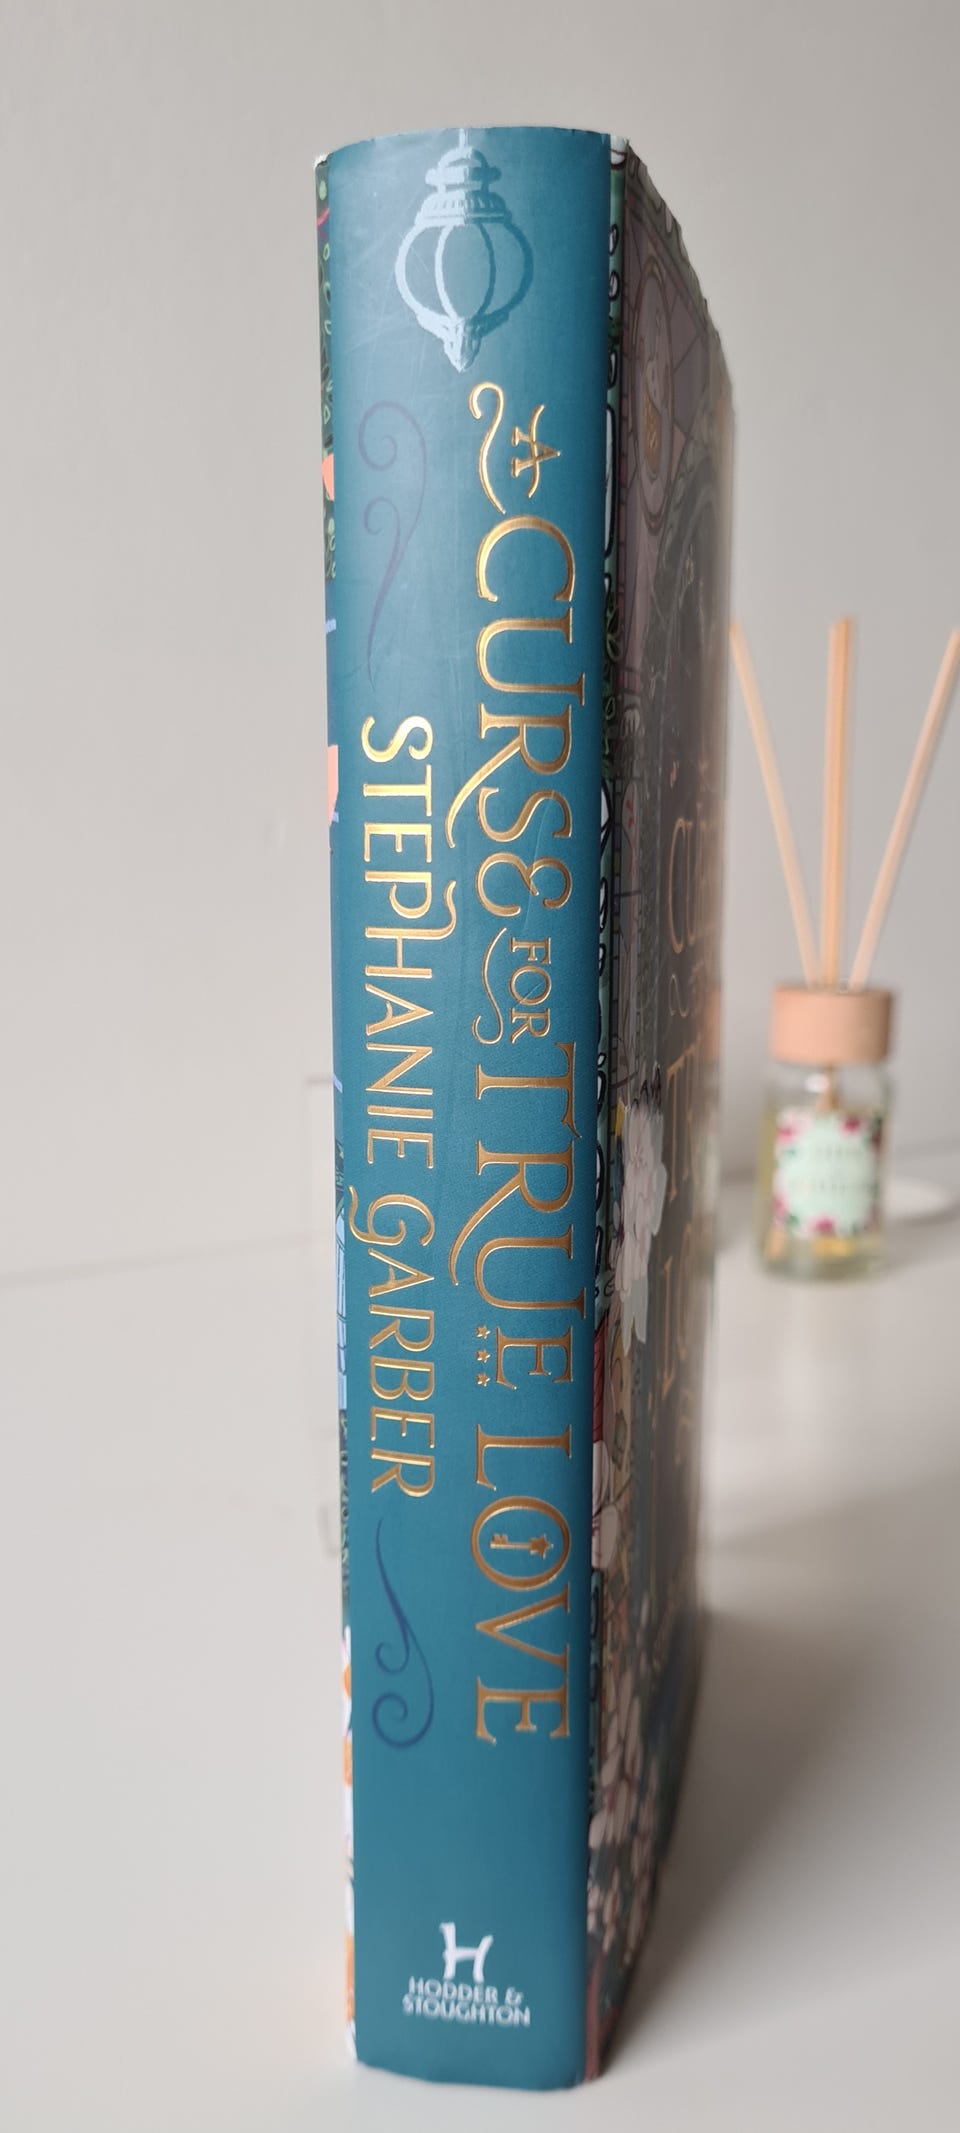 A CURSE FOR TRUE LOVE
STEPHANIE GARBER
H
HODDER &
STOUGHTON